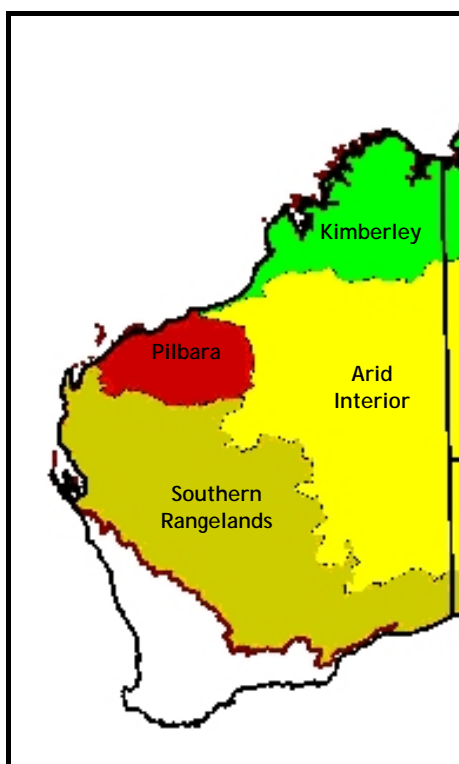 Kimberley
Pilbara
Arid
Interior
Southern
Rangelands